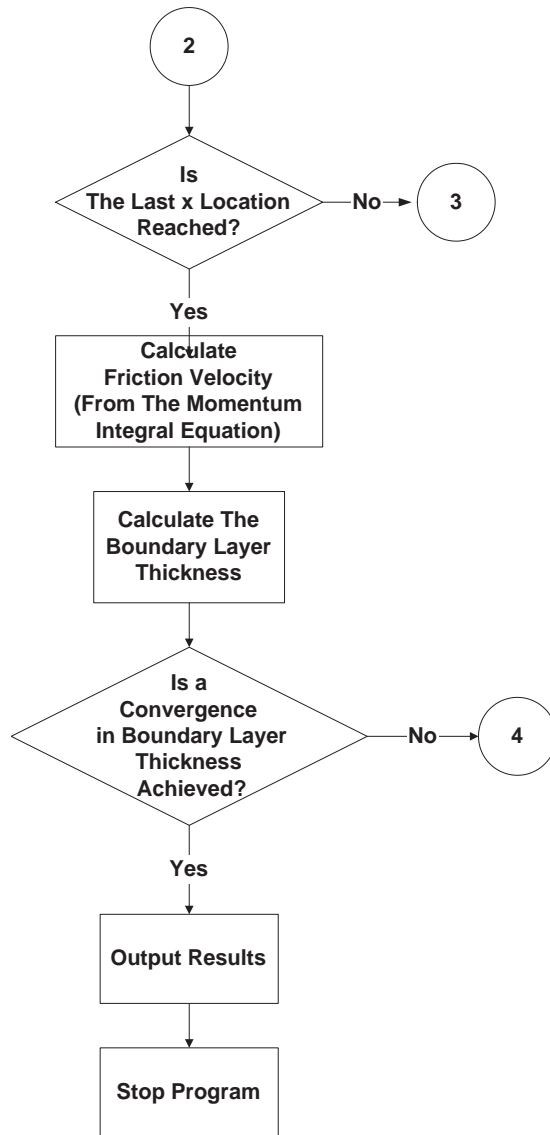 2
Is
The Last x Location
Reached?
No
3
Yes
Calculate
Friction Velocity
(From The Momentum
Integral Equation)
Calculate The
Boundary Layer
Thickness
Is a
Convergence
in Boundary Layer
Thickness
Achieved?
No
4
Yes
Output Results
Stop Program